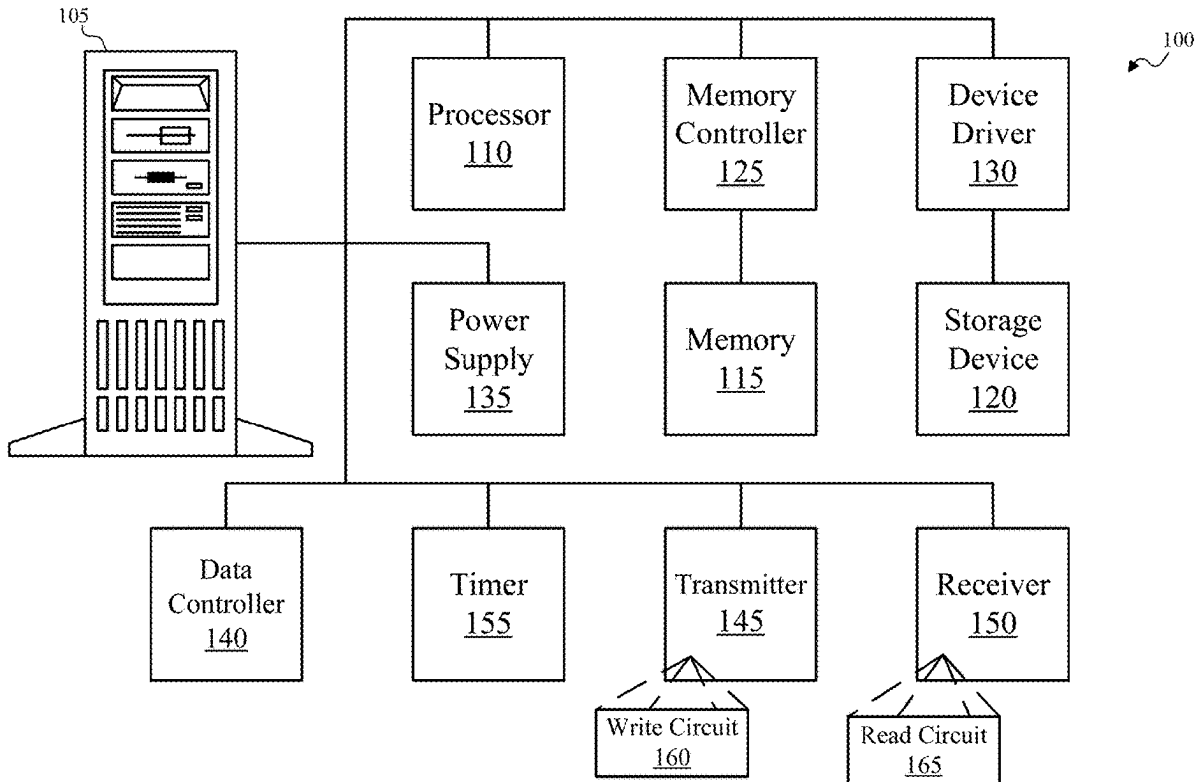 105
100
Processor
110
Memory
Controller
125
Device
Driver
130
Power
Supply
135
Memory
115
Storage
Device
120
Data
Controller
140
Timer
155
Transmitter
145
Receiver
150
Write Circuit
160
Read Circuit
165